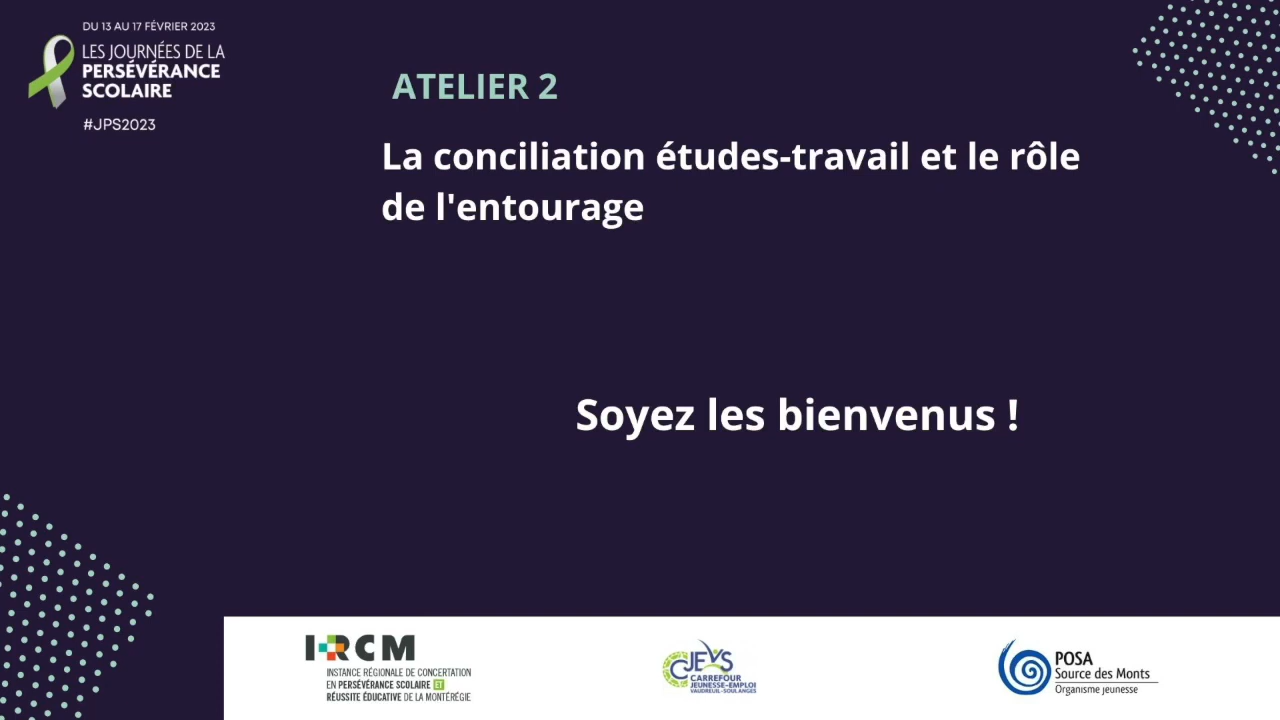 DU 13 AU 17 FÉVRIER 2023
LES JOURNÉES DE LA
PERSÉVÉRANCE
SCOLAIRE
#JPS2023
ATELIER 2
La conciliation études-travail et le rôle
de l'entourage
Soyez les bienvenus !
IRCM
INSTANCE RÉGIONALE DE CONCERTATION
EN PERSÉVÉRANCE SCOLAIRE ET
RÉUSSITE ÉDUCATIVE DE LA MONTÉRÉGIE
CJEVS
CARREFOUR
JEUNESSE-EMPLOI
VAUDREUIL-SOULANGES
POSA
Source des Monts
Organisme jeunesse